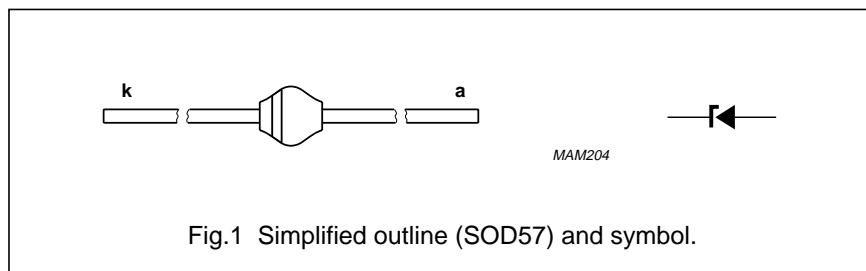 k
a
MAM204
Fig.1 Simplified outline (SOD57) and symbol.